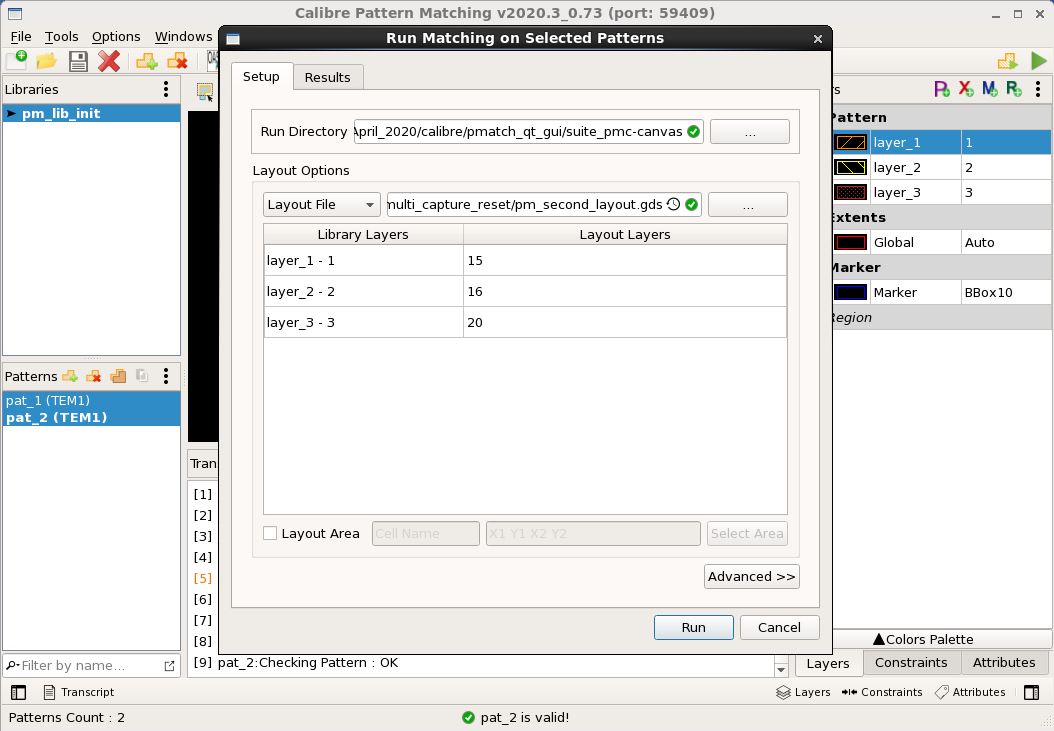 Calibre Pattern Matching v2020.3_0.73 (port: 59409)
File Tools Options Windows
Run Matching on Selected Patterns
Libraries
pm_lib_init
Patterns
pat_1 (TEM1)
pat_2 (TEM1)
Filter by name...
Setup
Results
Run Directory
April_2020/calibre/pmatch_qt_gui/suite_pmc-canvas
...
Layout Options
Layout File
multi_capture_reset/pm_second_layout.gds
...
Library Layers Layout Layers
layer_1 - 1 15
layer_2 - 2 16
layer_3 - 3 20
Layout Area
Cell Name
X1 Y1 X2 Y2
Select Area
Advanced >>
Run
Cancel
Tran
[1]
[2]
[3]
[4]
[5]
[6]
[7]
[8]
[9] pat_2:Checking Pattern : OK
rs
Pattern
layer_1 1
layer_2 2
layer_3 3
Extents
Global Auto
Marker
Marker BBox10
Region
Colors Palette
Layers Constraints Attributes
Transcript
Layers Constraints Attributes
Patterns Count : 2
pat_2 is valid!